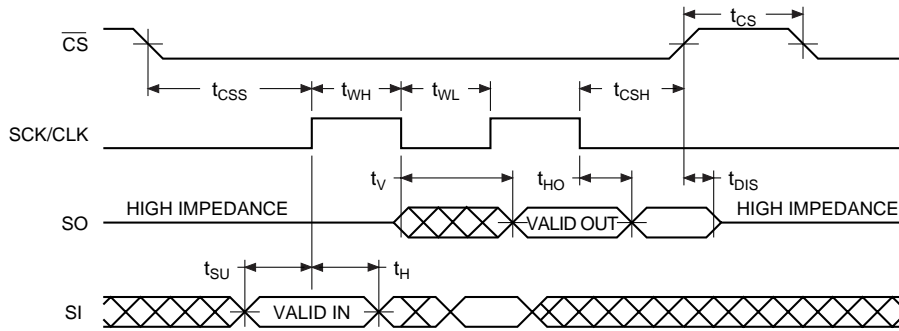 t_CS
C̅S̅
t_CSS t_WH t_WL t_CSH
SCK/CLK
t_V t_HO t_DIS
HIGH IMPEDANCE HIGH IMPEDANCE
SO VALID OUT
t_SU t_H
SI VALID IN